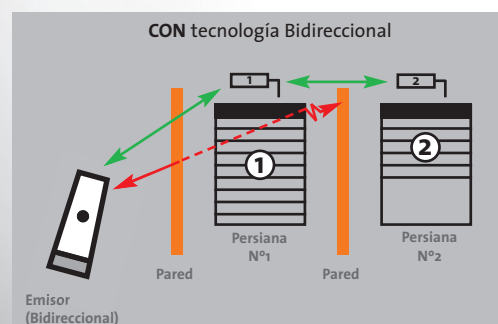 CON tecnología Bidireccional
1
2
1
2
Persiana
Nº1
Persiana
Nº2
Pared
Pared
Emisor
(Bidireccional)